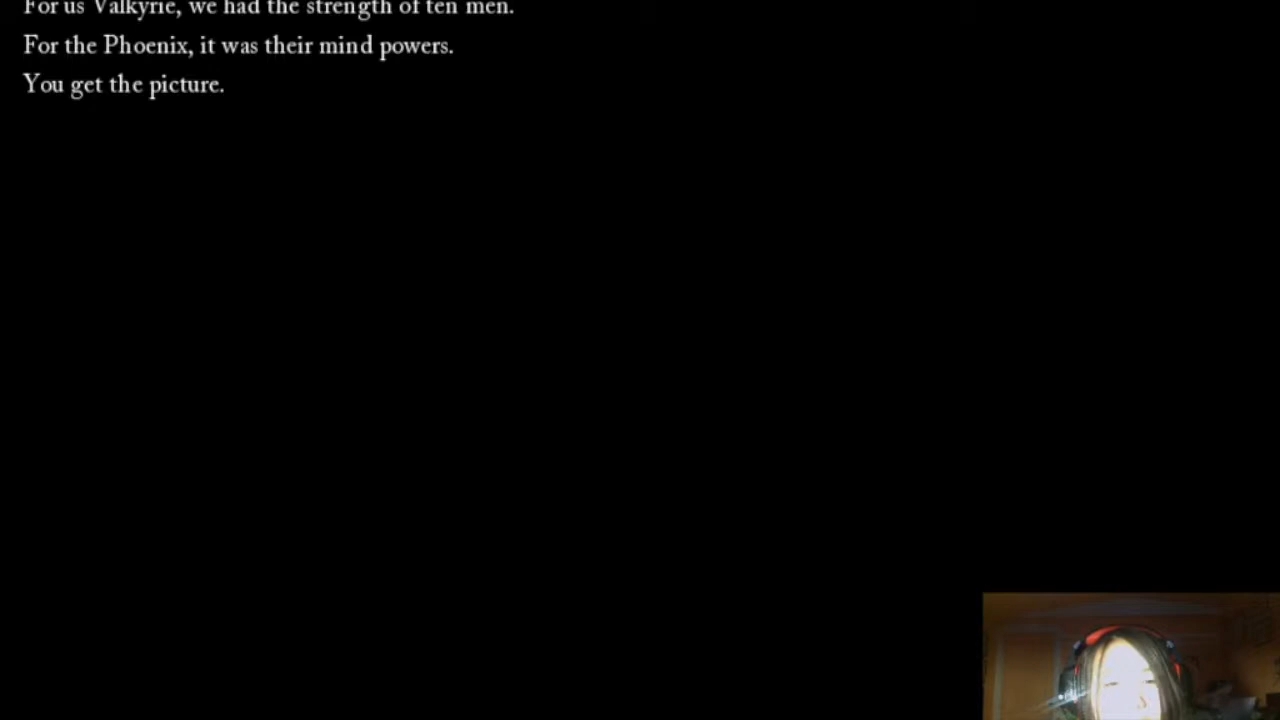 For us Valkyrie, we had the strength of ten men.
For the Phoenix, it was their mind powers.
You get the picture.